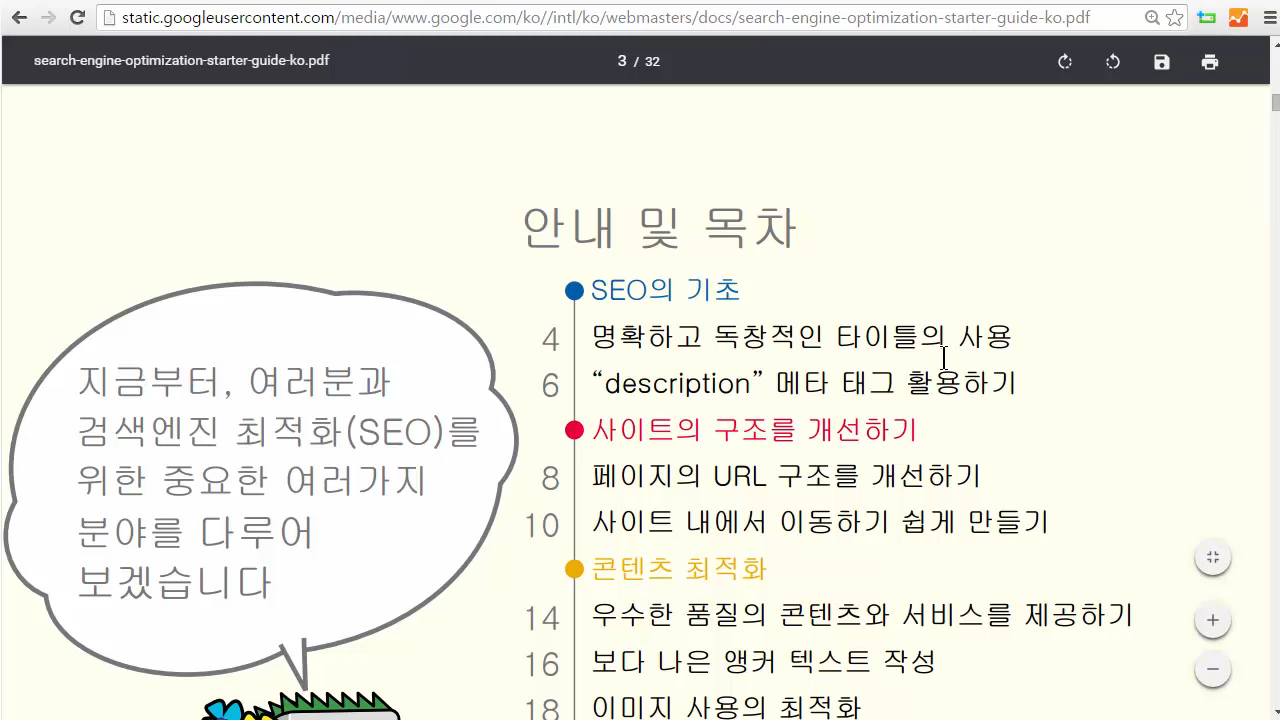 static.googleusercontent.com/media/www.google.com/ko//intl/ko/webmasters/docs/search-engine-optimization-starter-guide-ko.pdf
search-engine-optimization-starter-guide-ko.pdf
3 / 32
안내 및 목차
SEO의 기초
4 명확하고 독창적인 타이틀의 사용
6 “description” 메타 태그 활용하기
사이트의 구조를 개선하기
8 페이지의 URL 구조를 개선하기
10 사이트 내에서 이동하기 쉽게 만들기
콘텐츠 최적화
14 우수한 품질의 콘텐츠와 서비스를 제공하기
16 보다 나은 앵커 텍스트 작성
18 이미지 사용의 최적화
지금부터, 여러분과
검색엔진 최적화(SEO)를
위한 중요한 여러가지
분야를 다루어
보겠습니다